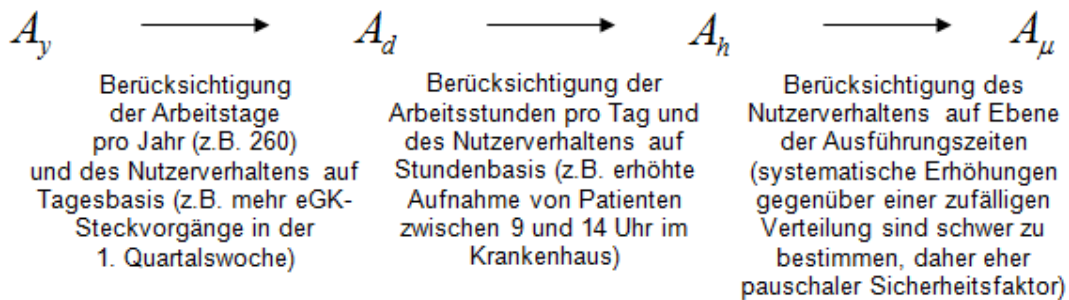 A_y → A_d → A_h → A_μ
Berücksichtigung
der Arbeitstage
pro Jahr (z.B. 260)
und des Nutzerverhaltens auf
Tagesbasis (z.B. mehr eGK-
Steckvorgänge in der
1. Quartalswoche)
Berücksichtigung der
Arbeitsstunden pro Tag und
des Nutzerverhaltens auf
Stundenbasis (z.B. erhöhte
Aufnahme von Patienten
zwischen 9 und 14 Uhr im
Krankenhaus)
Berücksichtigung des
Nutzerverhaltens auf Ebene
der Ausführungszeiten
(systematische Erhöhungen
gegenüber einer zufälligen
Verteilung sind schwer zu
bestimmen, daher eher
pauschaler Sicherheitsfaktor)